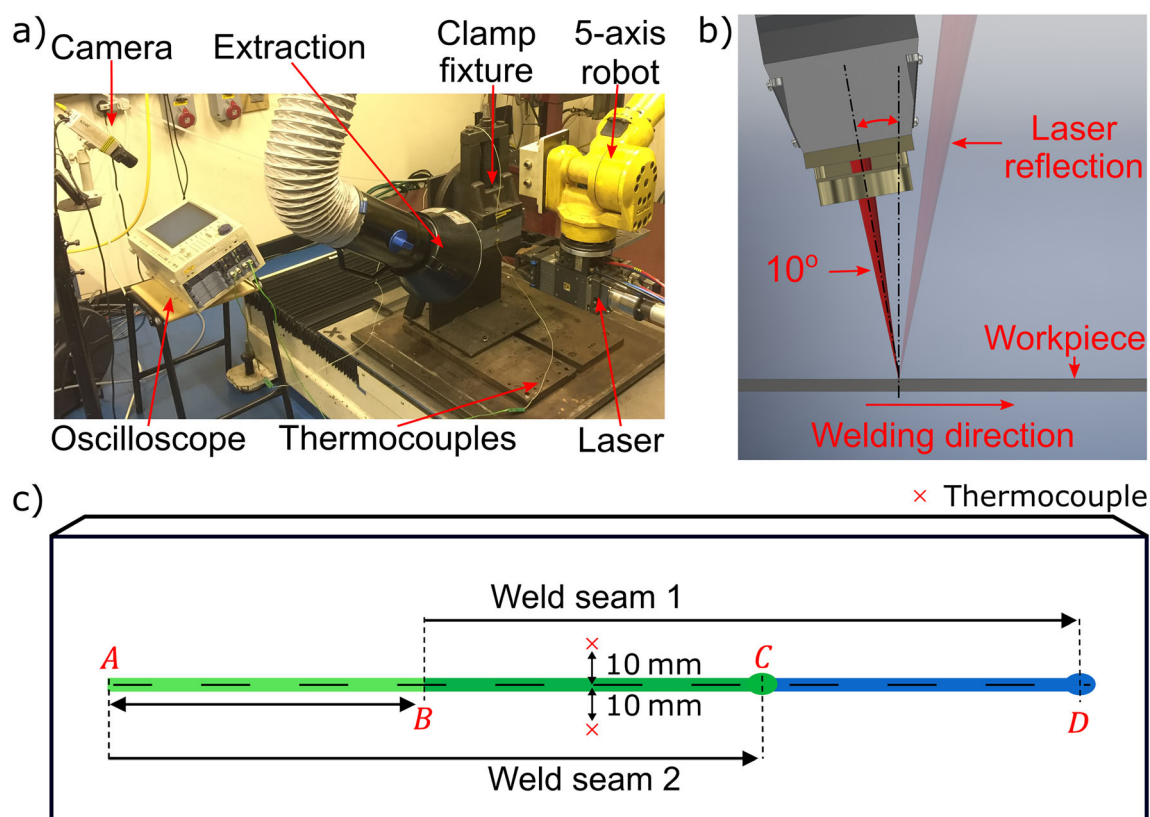 a)
Camera
Extraction
Clamp
fixture
5-axis
robot
Oscilloscope
Thermocouples
Laser
b)
Laser
reflection
10°
Workpiece
Welding direction
c)
× Thermocouple
Weld seam 1
A
10 mm
C
10 mm
B
D
Weld seam 2